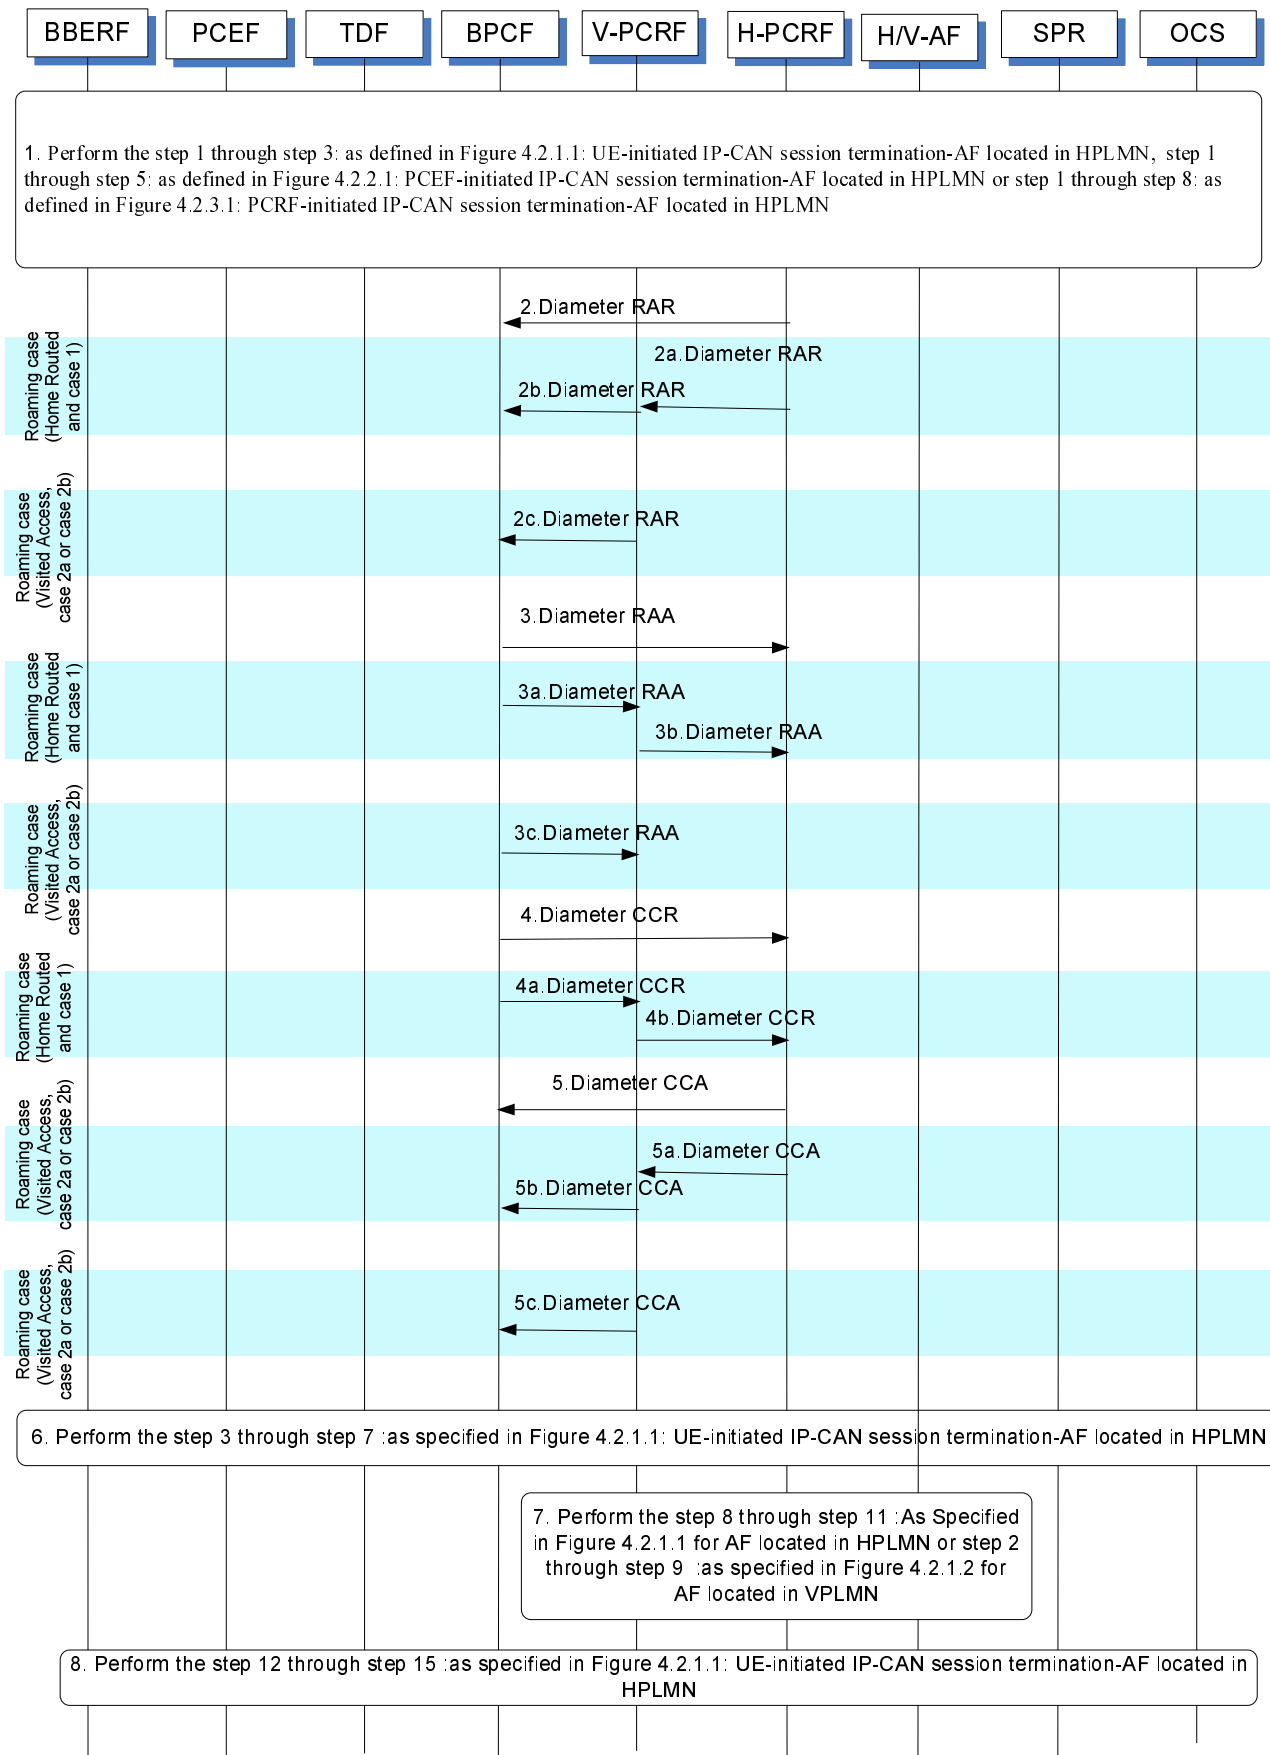 BBERF
PCEF
TDF
BPCF
V-PCRF
H-PCRF
H/V-AF
SPR
OCS
1. Perform the step 1 through step 3: as defined in Figure 4.2.1.1: UE-initiated IP-CAN session termination-AF located in HPLMN, step 1
through step 5: as defined in Figure 4.2.2.1: PCEF-initiated IP-CAN session termination-AF located in HPLMN or step 1 through step 8: as
defined in Figure 4.2.3.1: PCRF-initiated IP-CAN session termination-AF located in HPLMN
2.Diameter RAR
Roaming case
(Home Routed
and case 1)
2a.Diameter RAR
2b.Diameter RAR
Roaming case
(Visited Access,
case 2a or case 2b)
2c.Diameter RAR
3.Diameter RAA
Roaming case
(Home Routed
and case 1)
3a.Diameter RAA
3b.Diameter RAA
Roaming case
(Visited Access,
case 2a or case 2b)
3c.Diameter RAA
4.Diameter CCR
Roaming case
(Home Routed
and case 1)
4a.Diameter CCR
4b.Diameter CCR
5.Diameter CCA
Roaming case
(Visited Access,
case 2a or case 2b)
5a.Diameter CCA
5b.Diameter CCA
Roaming case
(Visited Access,
case 2a or case 2b)
5c.Diameter CCA
6. Perform the step 3 through step 7 :as specified in Figure 4.2.1.1: UE-initiated IP-CAN session termination-AF located in HPLMN
7. Perform the step 8 through step 11 :As Specified
in Figure 4.2.1.1 for AF located in HPLMN or step 2
through step 9 :as specified in Figure 4.2.1.2 for
AF located in VPLMN
8. Perform the step 12 through step 15 :as specified in Figure 4.2.1.1: UE-initiated IP-CAN session termination-AF located in
HPLMN